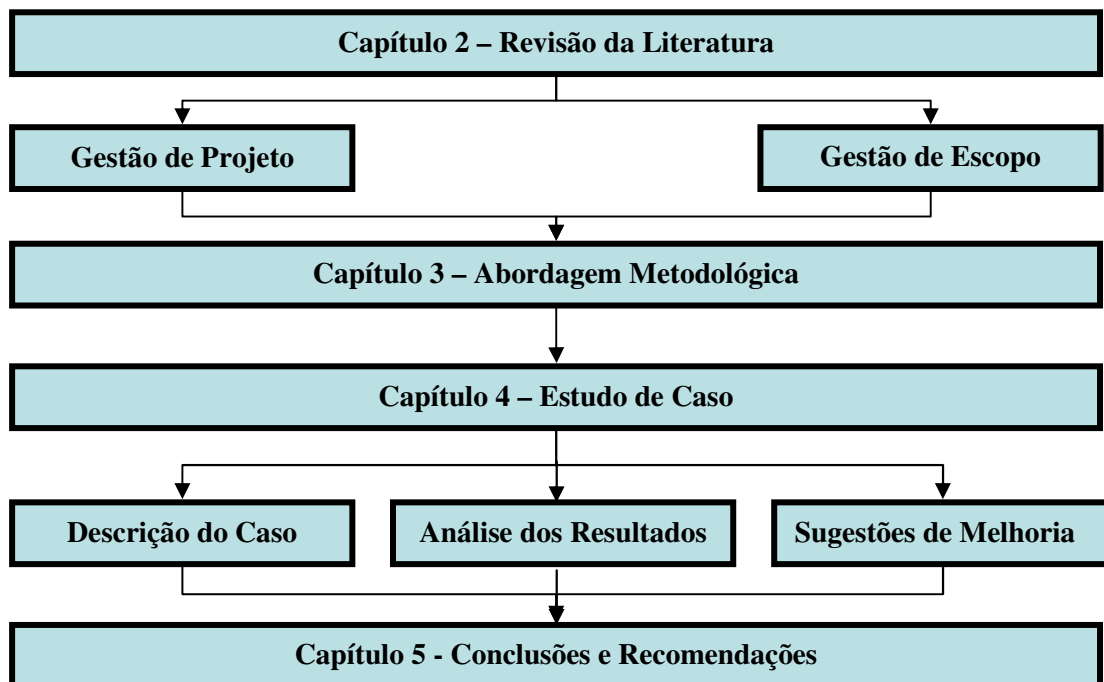 Capítulo 2 – Revisão da Literatura
Gestão de Projeto
Gestão de Escopo
Capítulo 3 – Abordagem Metodológica
Capítulo 4 – Estudo de Caso
Descrição do Caso
Análise dos Resultados
Sugestões de Melhoria
Capítulo 5 - Conclusões e Recomendações